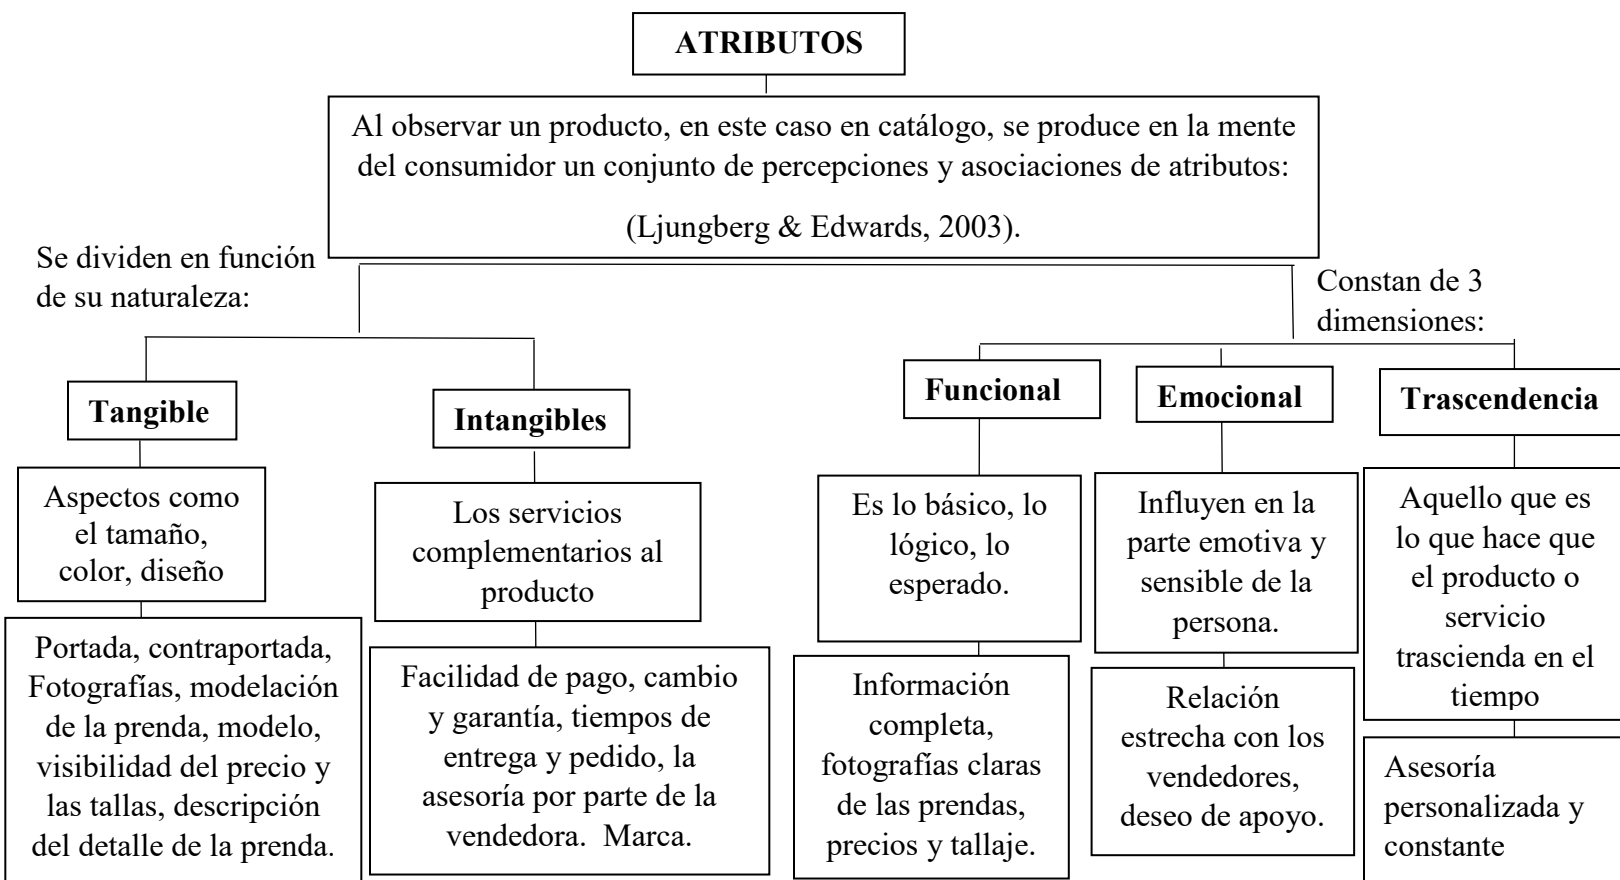 ATRIBUTOS
Al observar un producto, en este caso en catálogo, se produce en la mente
del consumidor un conjunto de percepciones y asociaciones de atributos:
(Ljungberg & Edwards, 2003).
Se dividen en función
de su naturaleza:
Constan de 3
dimensiones:
Tangible
Aspectos como
el tamaño,
color, diseño
Portada, contraportada,
Fotografías, modelación
de la prenda, modelo,
visibilidad del precio y
las tallas, descripción
del detalle de la prenda.
Intangibles
Los servicios
complementarios al
producto
Facilidad de pago, cambio
y garantía, tiempos de
entrega y pedido, la
asesoría por parte de la
vendedora. Marca.
Funcional
Es lo básico, lo
lógico, lo
esperado.
Información
completa,
fotografías claras
de las prendas,
precios y tallaje.
Emocional
Influyen en la
parte emotiva y
sensible de la
persona.
Relación
estrecha con los
vendedores,
deseo de apoyo.
Trascendencia
Aquello que es
lo que hace que
el producto o
servicio
trascienda en el
tiempo
Asesoría
personalizada y
constante